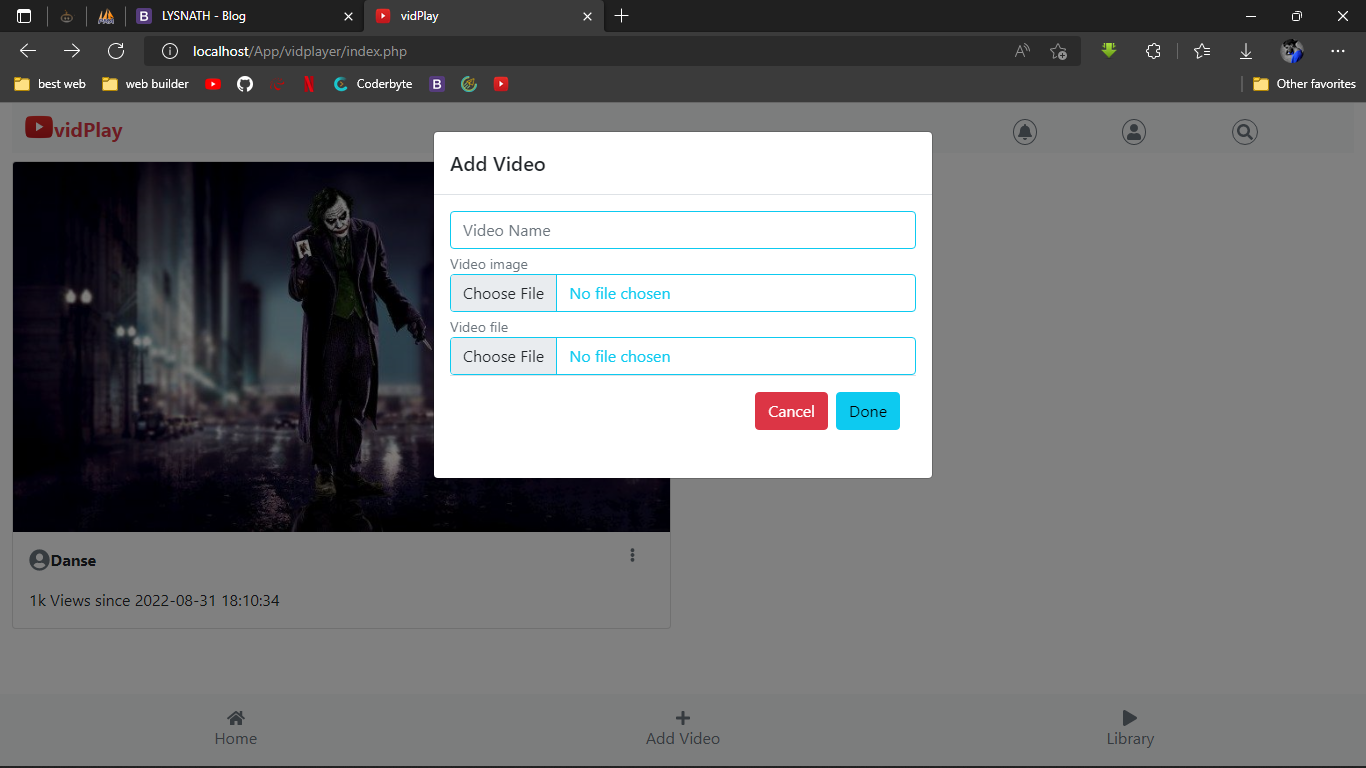 LYSNATH - Blog
vidPlay
localhost/App/vidplayer/index.php
best web
web builder
Coderbyte
Other favorites
vidPlay
Add Video
Video Name
Video image
Choose File No file chosen
Video file
Choose File No file chosen
Cancel Done
Danse
1k Views since 2022-08-31 18:10:34
Home
Add Video
Library